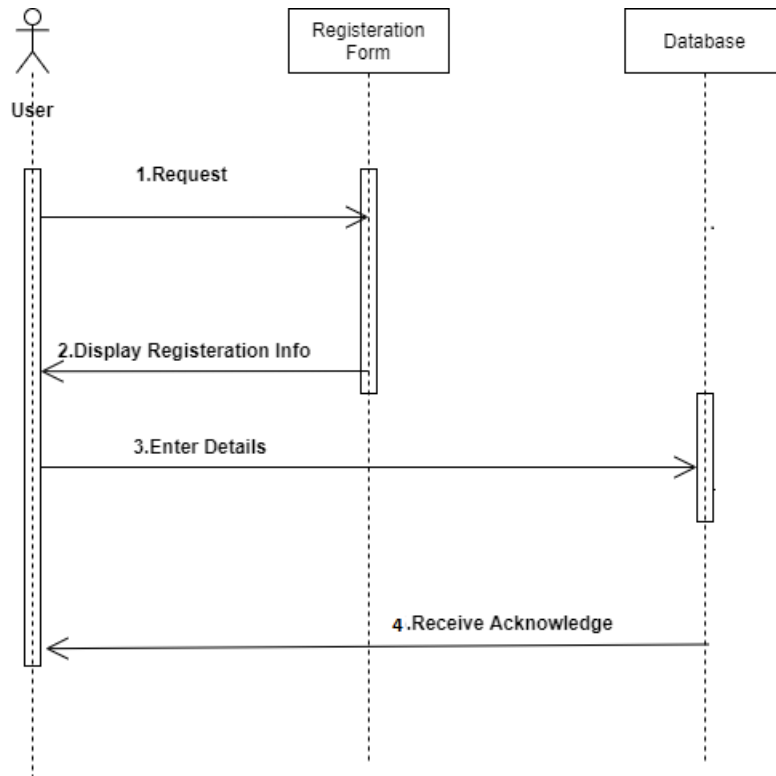 Registeration
Form
Database
User
1.Request
2.Display Registeration Info
3.Enter Details
4.Receive Acknowledge